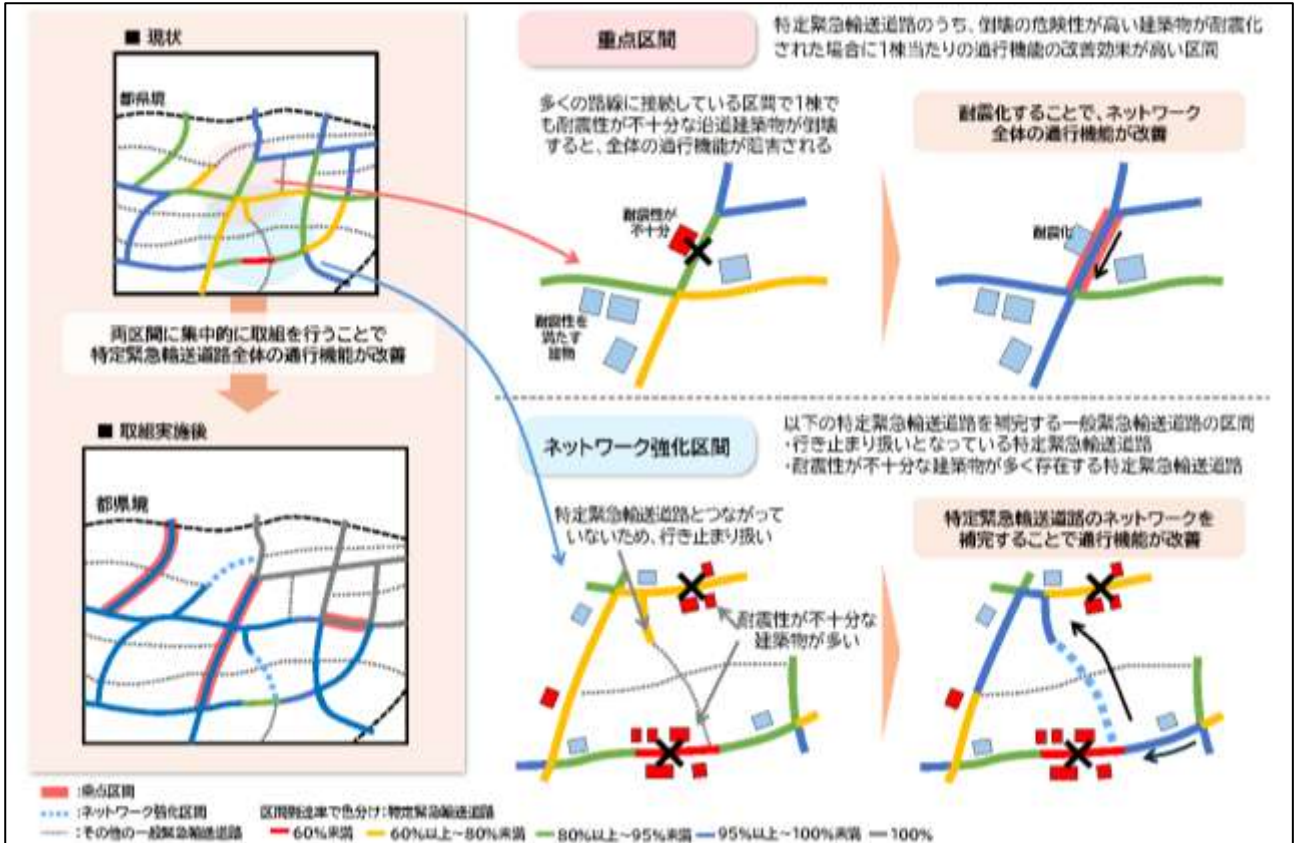 ■ 現状
都県境
両区間に集中的に取組を行うことで
特定緊急輸送道路全体の通行機能が改善
■ 取組実施後
都県境
重点区間
特定緊急輸送道路のうち、倒壊の危険性が高い建築物が耐震化
された場合に1棟当たりの通行機能の改善効果が高い区間
多くの路線に接続している区間で1棟で
も耐震性が不十分な沿道建築物が倒壊
すると、全体の通行機能が阻害される
耐震化することで、ネットワーク
全体の通行機能が改善
耐震性が
不十分
耐震性を
満たす
建物
耐震化
ネットワーク強化区間
以下の特定緊急輸送道路を補完する一般緊急輸送道路の区間
・行き止まり扱いとなっている特定緊急輸送道路
・耐震性が不十分な建築物が多く存在する特定緊急輸送道路
特定緊急輸送道路とつながって
いないため、行き止まり扱い
耐震性が不十分な
建築物が多い
特定緊急輸送道路のネットワークを
補完することで通行機能が改善
:重点区間
:ネットワーク強化区間
:その他の一般緊急輸送道路
区間到達率で色分け:特定緊急輸送道路
60%未満 60%以上~80%未満 80%以上~95%未満 95%以上~100%未満 100%